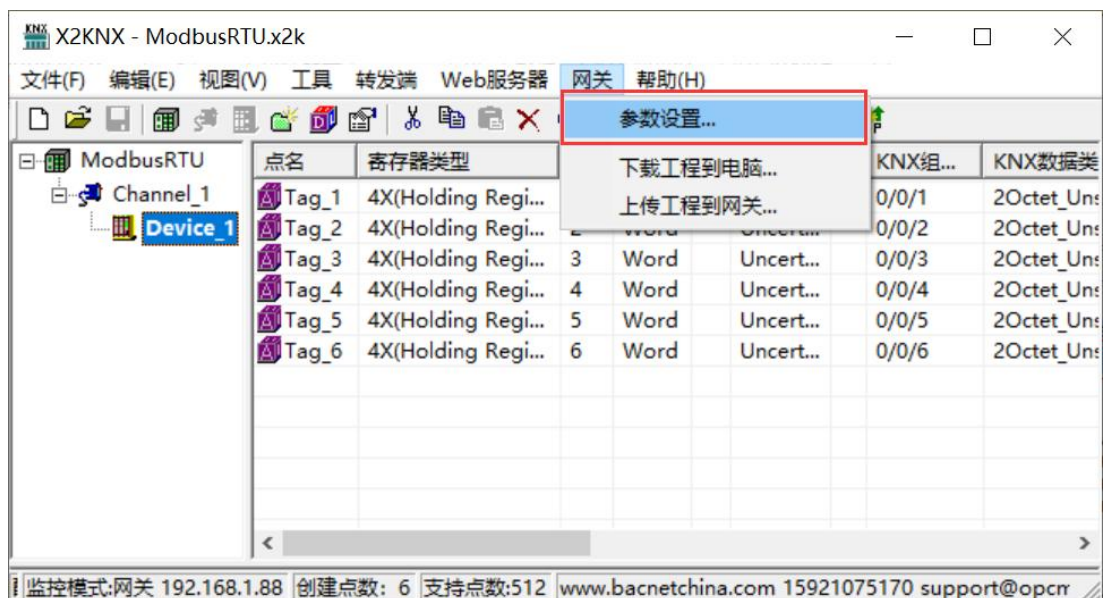 KNX X2KNX - ModbusRTU.x2k
文件(F) 编辑(E) 视图(V) 工具 转发端 Web服务器 网关 帮助(H)
参数设置...
下载工程到电脑...
上传工程到网关...
ModbusRTU
Channel_1
Device_1
点名 寄存器类型 KNX组... KNX数据类
Tag_1 4X(Holding Regi... 0/0/1 2Octet_Uns
Tag_2 4X(Holding Regi... 2 Word Uncert... 0/0/2 2Octet_Uns
Tag_3 4X(Holding Regi... 3 Word Uncert... 0/0/3 2Octet_Uns
Tag_4 4X(Holding Regi... 4 Word Uncert... 0/0/4 2Octet_Uns
Tag_5 4X(Holding Regi... 5 Word Uncert... 0/0/5 2Octet_Uns
Tag_6 4X(Holding Regi... 6 Word Uncert... 0/0/6 2Octet_Uns
监控模式:网关 192.168.1.88 创建点数: 6 支持点数:512 www.bacnetchina.com 15921075170 support@opcm